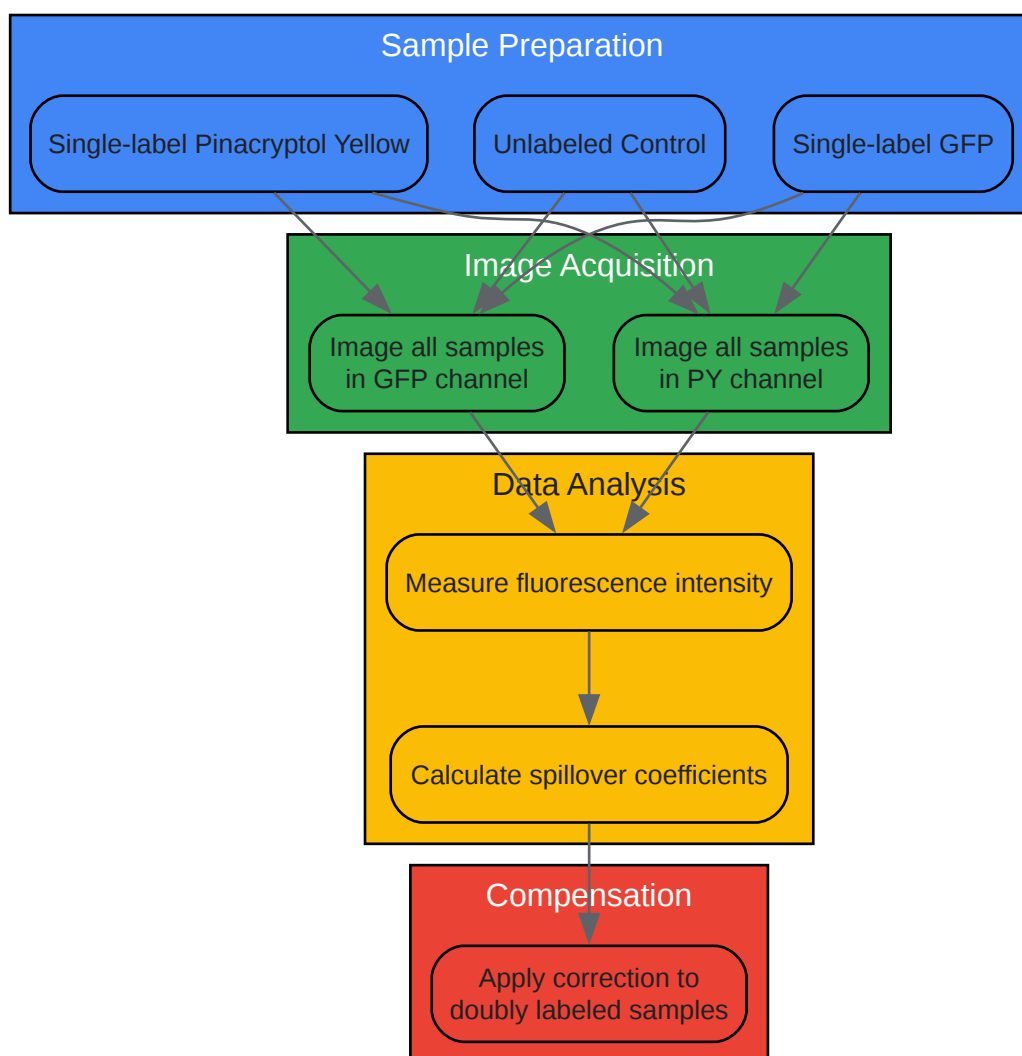 Sample Preparation
Single-label Pinacryptol Yellow
Unlabeled Control
Single-label GFP
Image Acquisition
Image all samples
in GFP channel
Image all samples
in PY channel
Data Analysis
Measure fluorescence intensity
Calculate spillover coefficients
Compensation
Apply correction to
doubly labeled samples